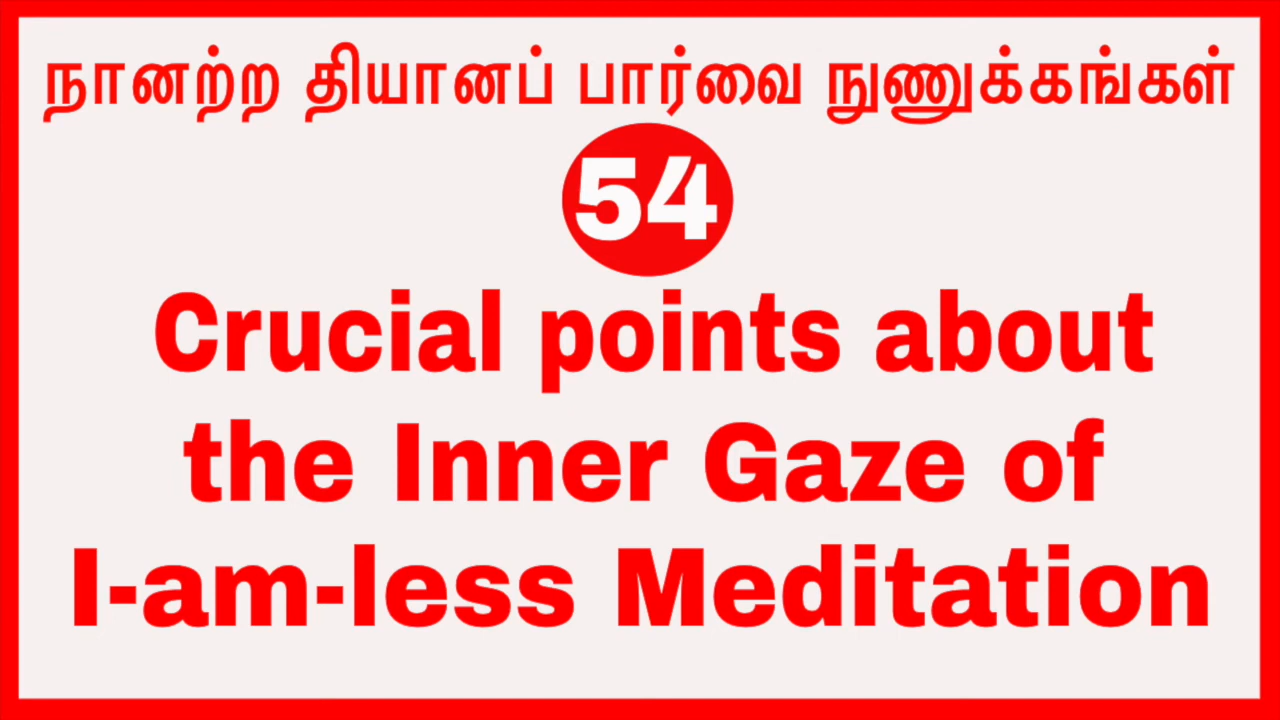 நானற்ற தியானப் பார்வை நுணுக்கங்கள்
54
Crucial points about
the Inner Gaze of
I-am-less Meditation